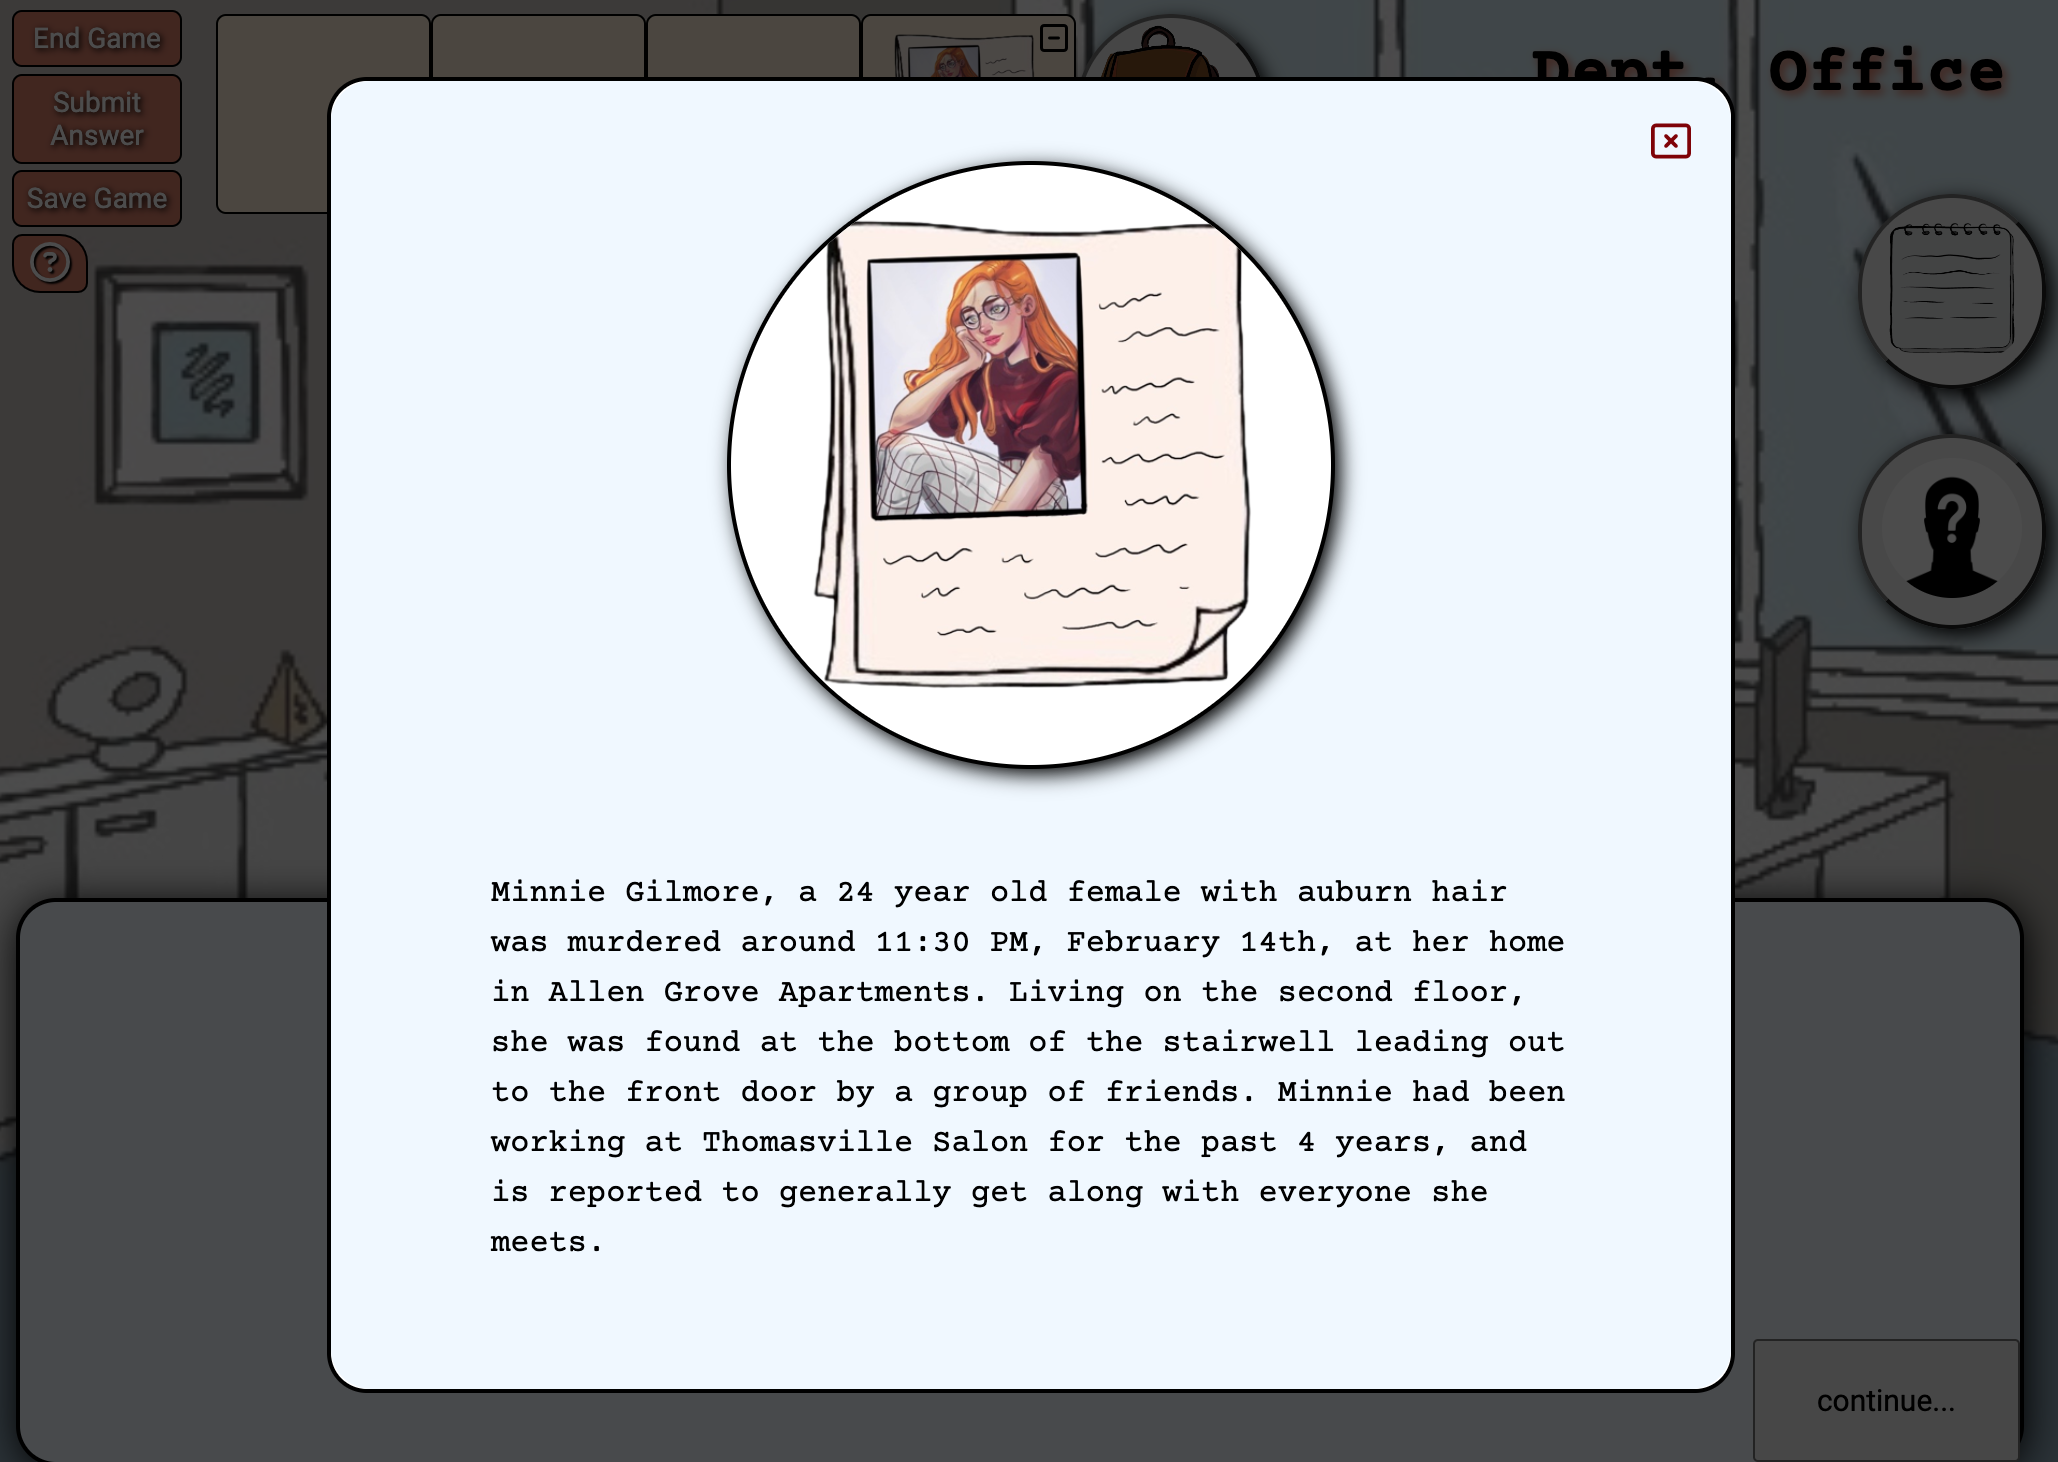 End Game
Submit
Answer
Save Game
?
Dept. Office
?
Minnie Gilmore, a 24 year old female with auburn hair
was murdered around 11:30 PM, February 14th, at her home
in Allen Grove Apartments. Living on the second floor,
she was found at the bottom of the stairwell leading out
to the front door by a group of friends. Minnie had been
working at Thomasville Salon for the past 4 years, and
is reported to generally get along with everyone she
meets.
continue...